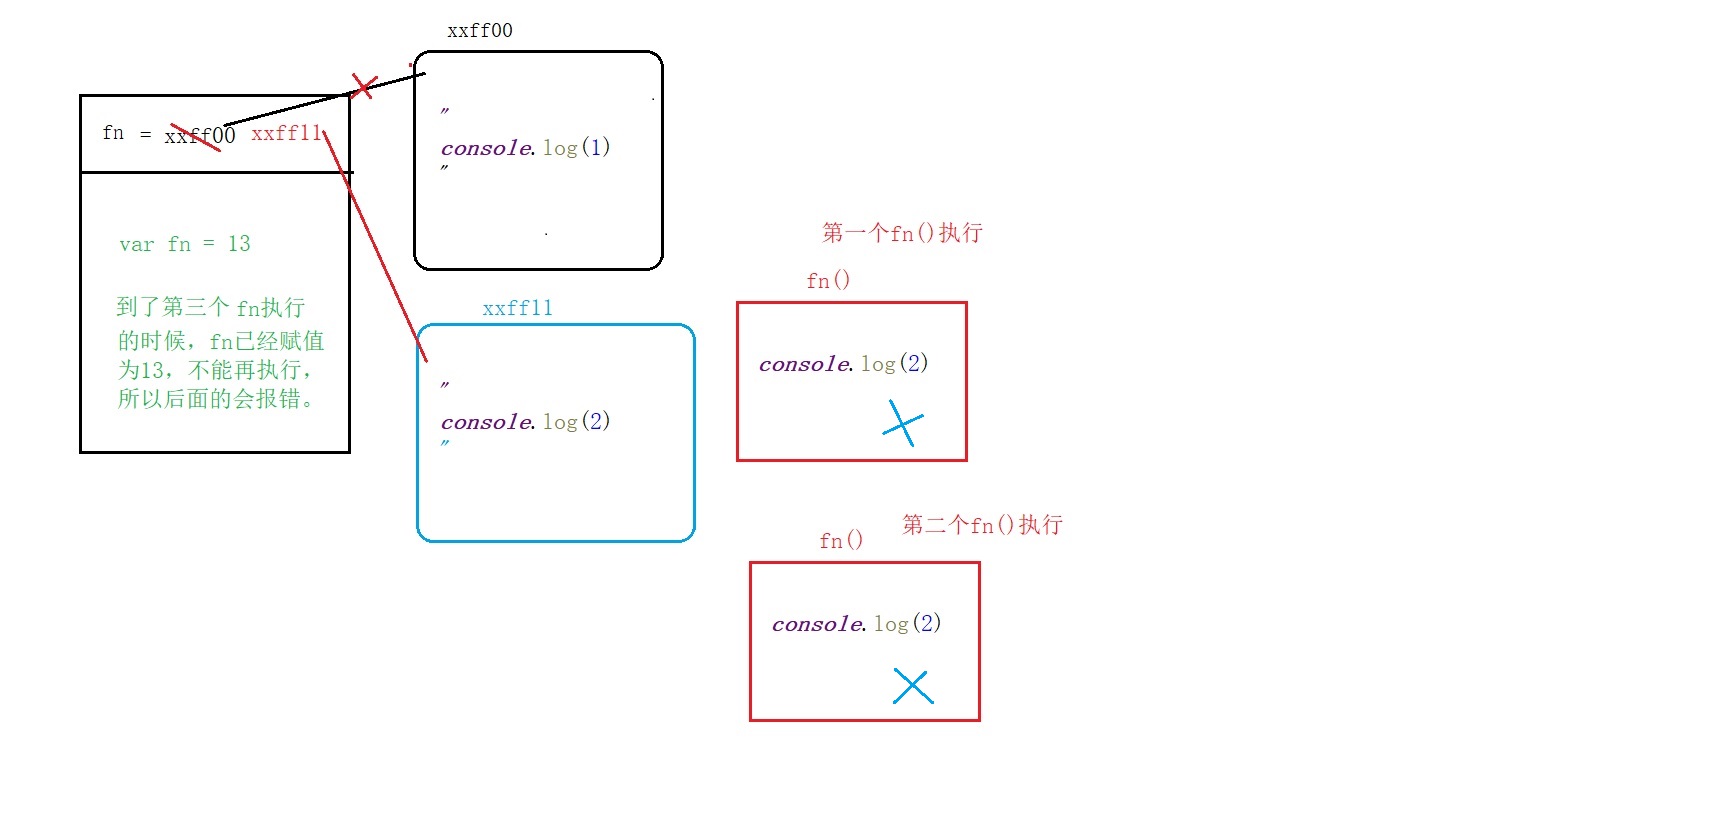 xxff00
fn = xxff00 xxff11
"
console.log(1)
"
var fn = 13
到了第三个 fn执行
的时候，fn已经赋值
为13，不能再执行，
所以后面的会报错。
xxff11
"
console.log(2)
"
第一个fn()执行
fn()
console.log(2)
第二个fn()执行
fn()
console.log(2)